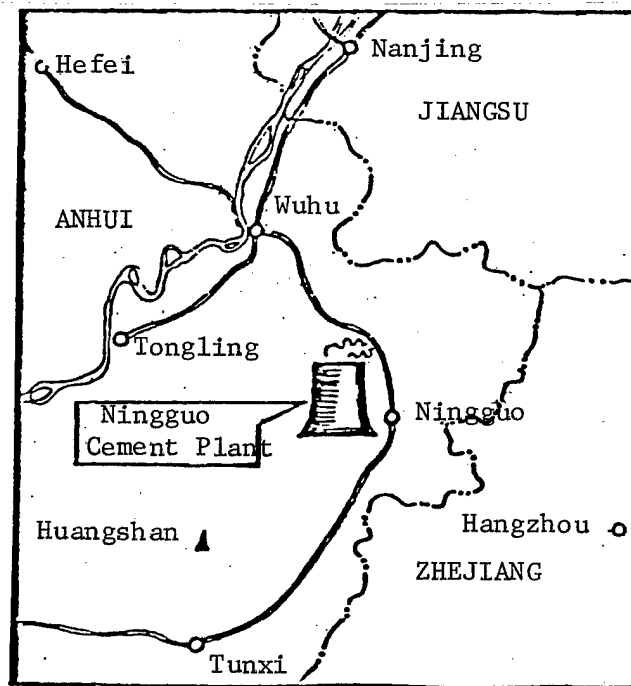 Nanjing
Hefei
JIANGSU
Wuhu
ANHUI
Tongling
Ningguo
Cement Plant
Ningguo
Huangshan
Hangzhou
ZHEJIANG
Tunxi